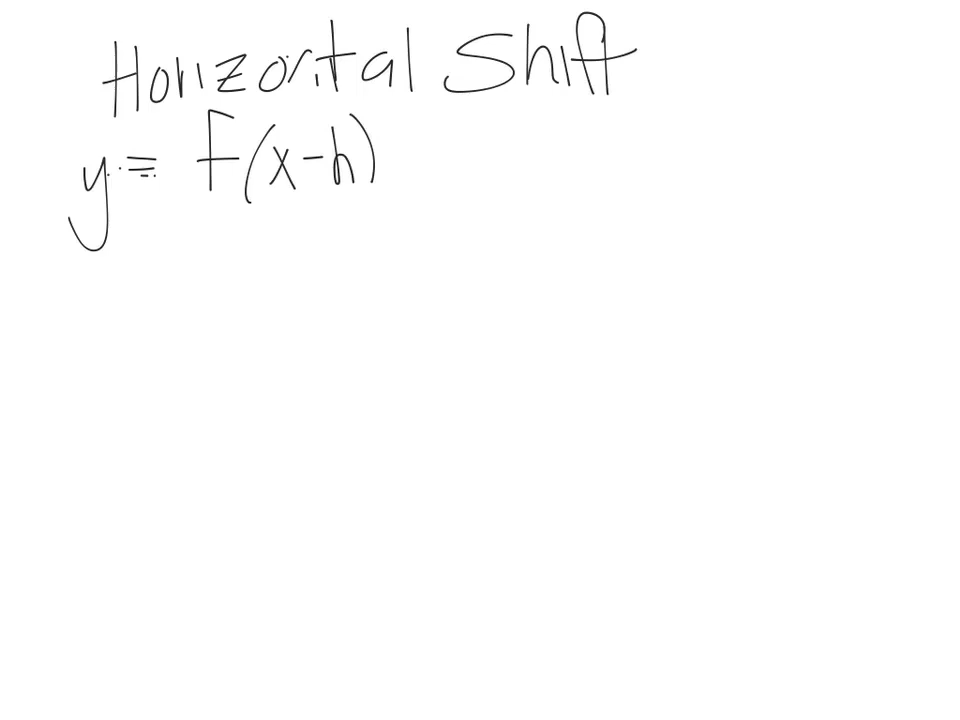 Horizontal Shift
y = f(x-h)